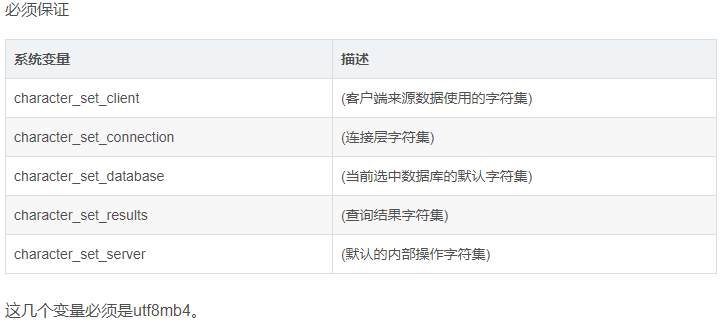 必须保证
系统变量 描述
character_set_client (客户端来源数据使用的字符集)
character_set_connection (连接层字符集)
character_set_database (当前选中数据库的默认字符集)
character_set_results (查询结果字符集)
character_set_server (默认的内部操作字符集)
这几个变量必须是utf8mb4。